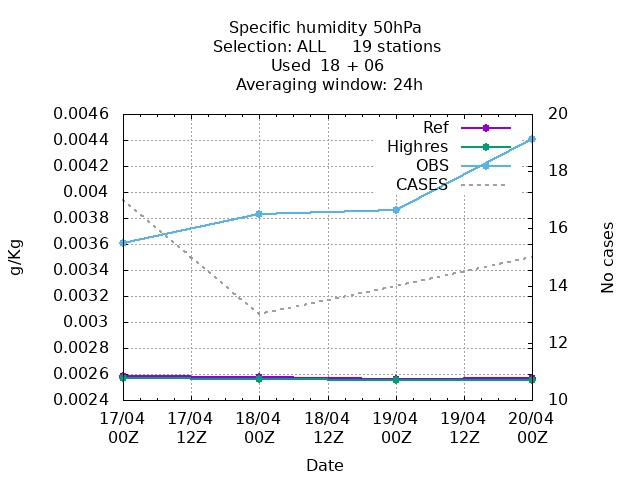 Specific humidity 50hPa
Selection: ALL 19 stations
Used 18 + 06
Averaging window: 24h
0.0046
0.0044
0.0042
0.004
0.0038
0.0036
0.0034
0.0032
0.003
0.0028
0.0026
0.0024
g/Kg
Ref
Highres
OBS
CASES
20
18
16
14
12
10
No cases
17/04 17/04 18/04 18/04 19/04 19/04 20/04
00Z 12Z 00Z 12Z 00Z 12Z 00Z
Date